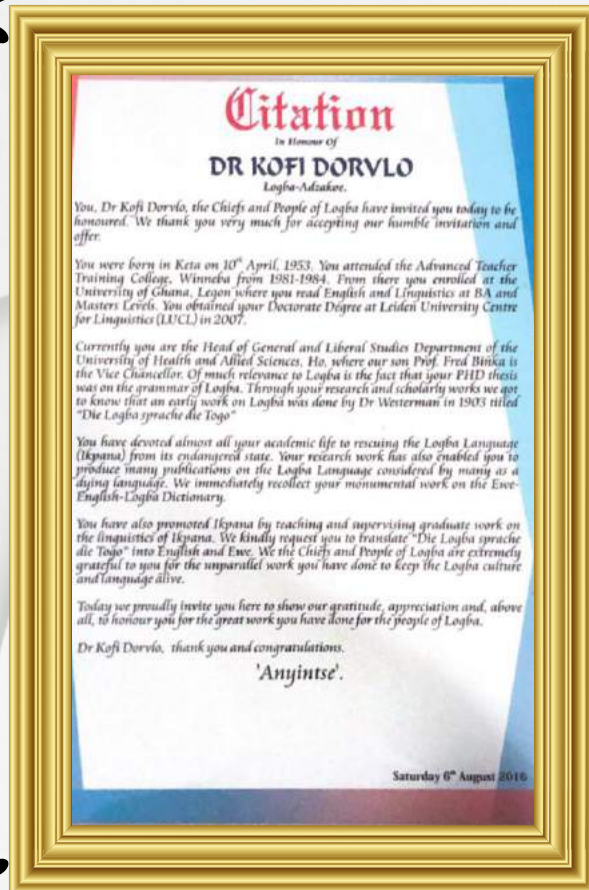 Citation
In Honour Of
DR KOFI DORVLO
Logba-Adzakoe.
You, Dr Kofi Dorvlo, the Chiefs and People of Logba have invited you today to be
honoured. We thank you very much for accepting our humble invitation and
offer.
You were born in Keta on 10th April, 1953. You attended the Advanced Teacher
Training College, Winneba from 1981-1984. From there you enrolled at the
University of Ghana, Legon where you read English and Linguistics at BA and
Masters Levels. You obtained your Doctorate Degree at Leiden University Centre
for Linguistics (LUCL) in 2007.
Currently you are the Head of General and Liberal Studies Department of the
University of Health and Allied Sciences, Ho, where our son Prof. Fred Binka is
the Vice Chancellor. Of much relevance to Logba is the fact that your PHD thesis
was on the grammar of Logba. Through your research and scholarly works we got
to know that an early work on Logba was done by Dr Westerman in 1903 titled
"Die Logba sprache die Togo"
You have devoted almost all your academic life to rescuing the Logba Language
(Ikpana) from its endangered state. Your research work has also enabled you to
produce many publications on the Logba Language considered by many as a
dying language. We immediately recollect your monumental work on the Ewe-
English-Logba Dictionary.
You have also promoted Ikpana by teaching and supervising graduate work on
the linguistics of Ikpana. We kindly request you to translate "Die Logba sprache
die Togo" into English and Ewe. We the Chiefs and People of Logba are extremely
grateful to you for the unparallel work you have done to keep the Logba culture
and language alive.
Today we proudly invite you here to show our gratitude, appreciation and, above
all, to honour you for the great work you have done for the people of Logba.
Dr Kofi Dorvlo, thank you and congratulations.
'Anyintse'.
Saturday 6th August 2016